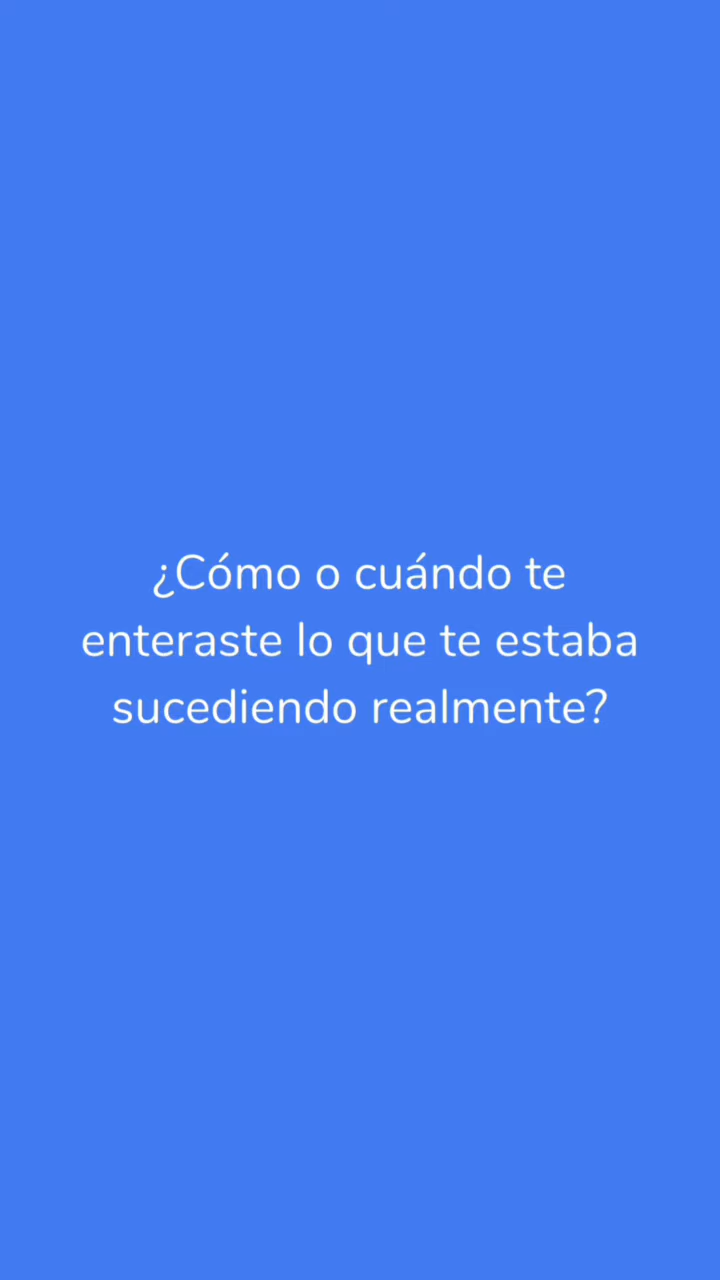 ¿Cómo o cuándo te
enteraste lo que te estaba
sucediendo realmente?